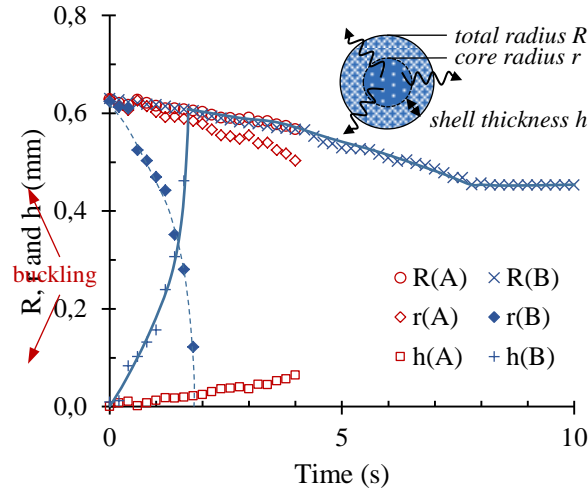 0,8
0,6
0,4
0,2
0,0
0
5
10
R, r and h (mm)
Time (s)
buckling
total radius R
core radius r
shell thickness h
R(A)
R(B)
r(A)
r(B)
h(A)
h(B)